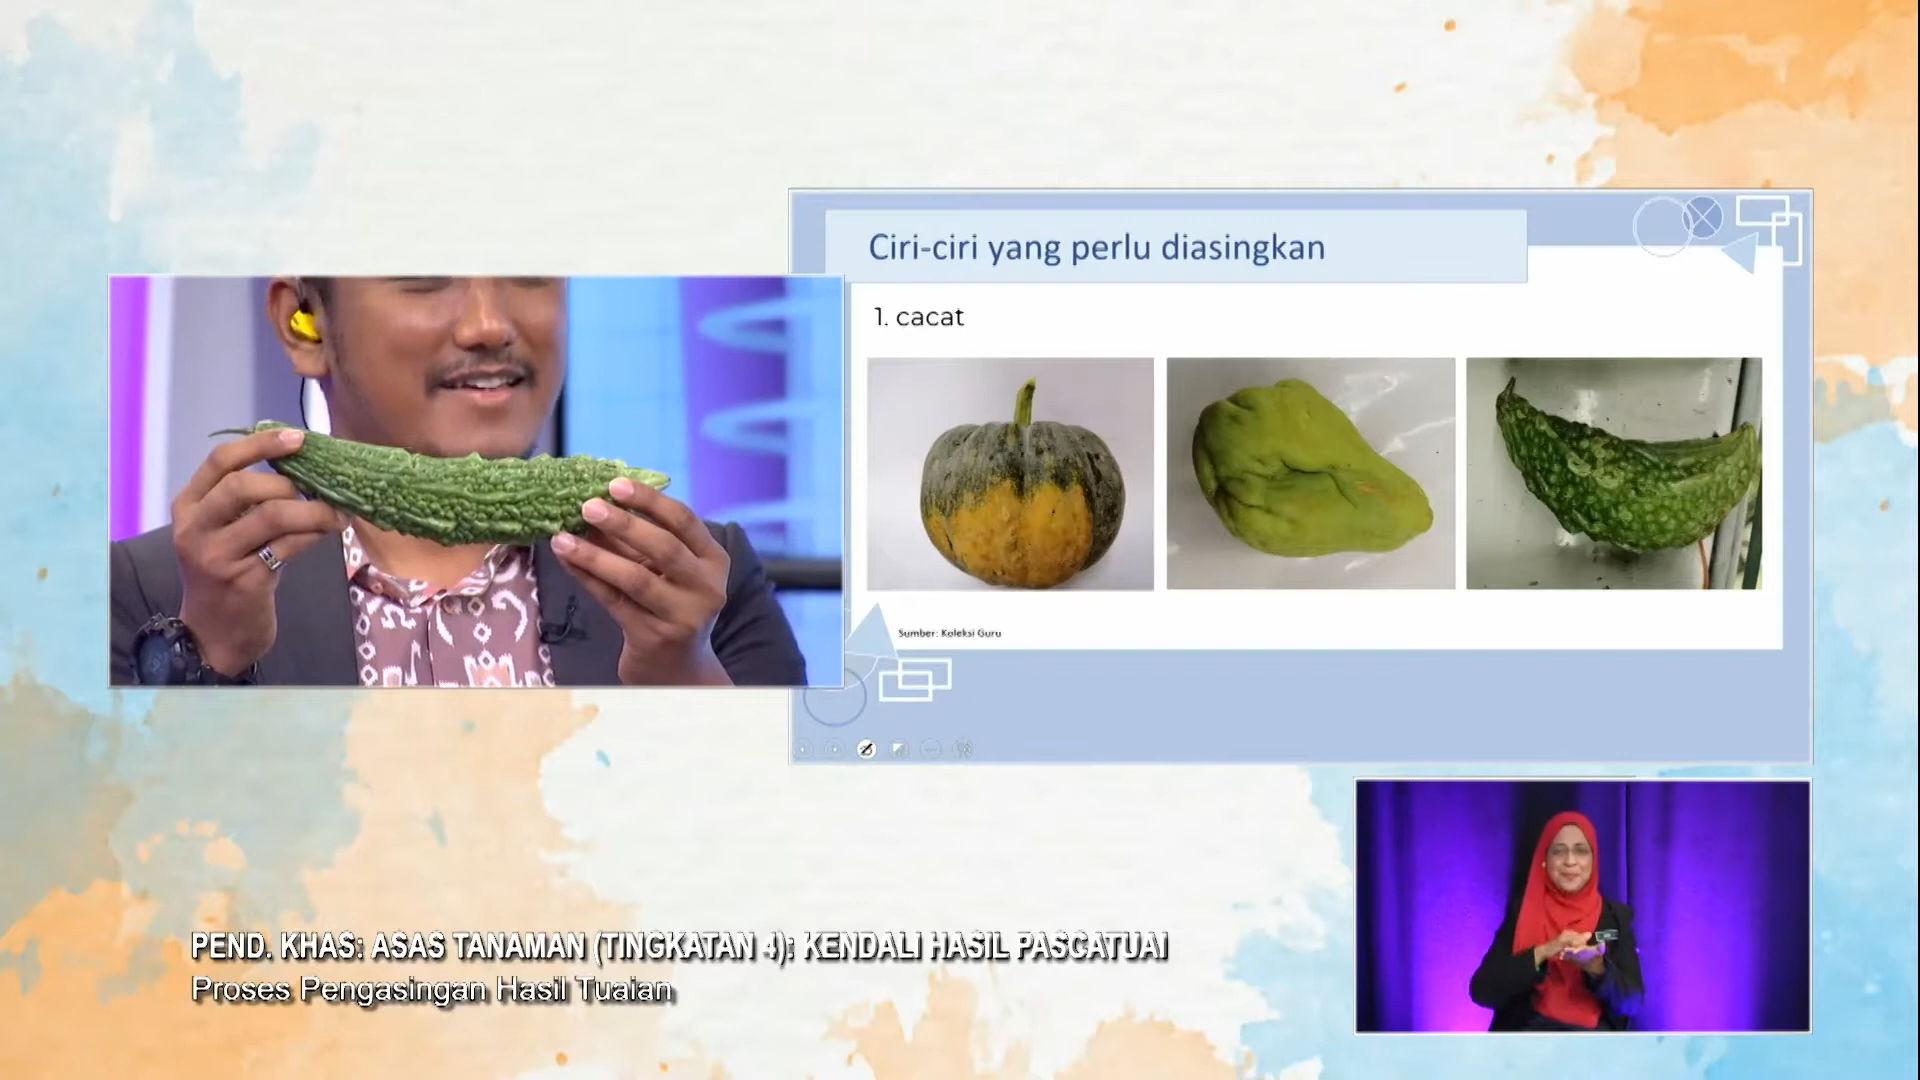 Ciri-ciri yang perlu diasingkan
1. cacat
Sumber: Koleksi Guru
PEND. KHAS: ASAS TANAMAN (TINGKATAN 4): KENDALI HASIL PASCATUAI
Proses Pengasingan Hasil Tuaian